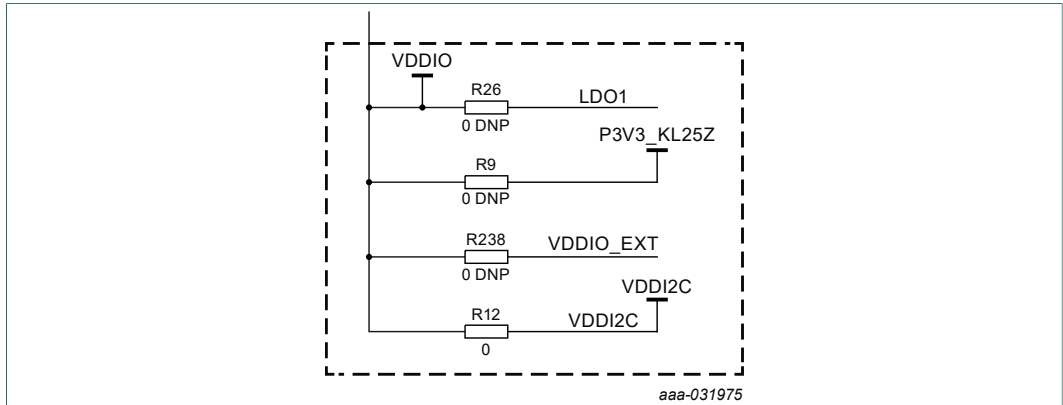 VDDIO
R26
LDO1
0 DNP
P3V3_KL25Z
R9
0 DNP
R238
VDDIO_EXT
0 DNP
VDDI2C
R12
VDDI2C
0
aaa-031975